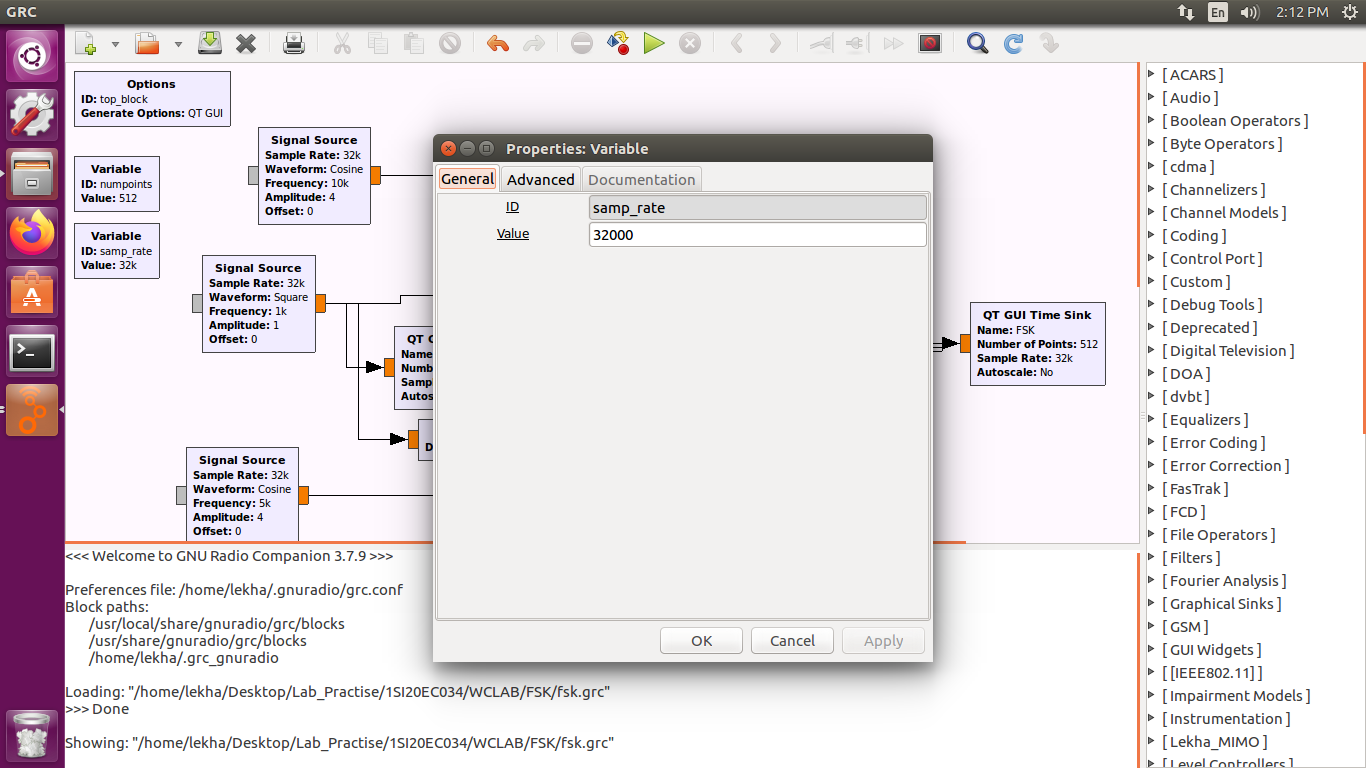 GRC
En
2:12 PM
Options
ID: top_block
Generate Options: QT GUI
Variable
ID: numpoints
Value: 512
Variable
ID: samp_rate
Value: 32k
Signal Source
Sample Rate: 32k
Waveform: Cosine
Frequency: 10k
Amplitude: 4
Offset: 0
Signal Source
Sample Rate: 32k
Waveform: Square
Frequency: 1k
Amplitude: 1
Offset: 0
QT G
Name
Numb
Samp
Autos
D
Signal Source
Sample Rate: 32k
Waveform: Cosine
Frequency: 5k
Amplitude: 4
Offset: 0
Properties: Variable
General
Advanced
Documentation
ID
samp_rate
Value
32000
OK
Cancel
Apply
QT GUI Time Sink
Name: FSK
Number of Points: 512
Sample Rate: 32k
Autoscale: No
<<< Welcome to GNU Radio Companion 3.7.9 >>>
Preferences file: /home/lekha/.gnuradio/grc.conf
Block paths:
/usr/local/share/gnuradio/grc/blocks
/usr/share/gnuradio/grc/blocks
/home/lekha/.grc_gnuradio
Loading: "/home/lekha/Desktop/Lab_Practise/1SI20EC034/WCLAB/FSK/fsk.grc"
>>> Done
Showing: "/home/lekha/Desktop/Lab_Practise/1SI20EC034/WCLAB/FSK/fsk.grc"
[ ACARS ]
[ Audio ]
[ Boolean Operators ]
[ Byte Operators ]
[ cdma ]
[ Channelizers ]
[ Channel Models ]
[ Coding ]
[ Control Port ]
[ Custom ]
[ Debug Tools ]
[ Deprecated ]
[ Digital Television ]
[ DOA ]
[ dvbt ]
[ Equalizers ]
[ Error Coding ]
[ Error Correction ]
[ FasTrak ]
[ FCD ]
[ File Operators ]
[ Filters ]
[ Fourier Analysis ]
[ Graphical Sinks ]
[ GSM ]
[ GUI Widgets ]
[ [IEEE802.11] ]
[ Impairment Models ]
[ Instrumentation ]
[ Lekha_MIMO ]
[ Level Controllers ]